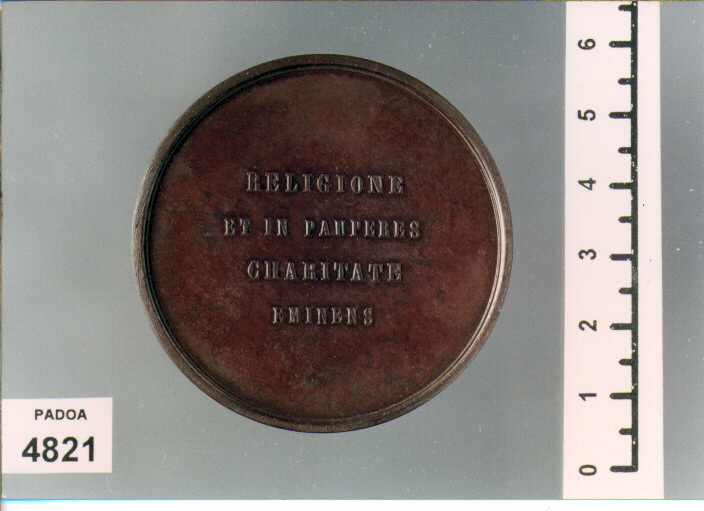 RELIGIONE
ET IN PAUPERES
CHARITATE
EMINENS
PADOA
4821
6
5
4
3
2
1
0